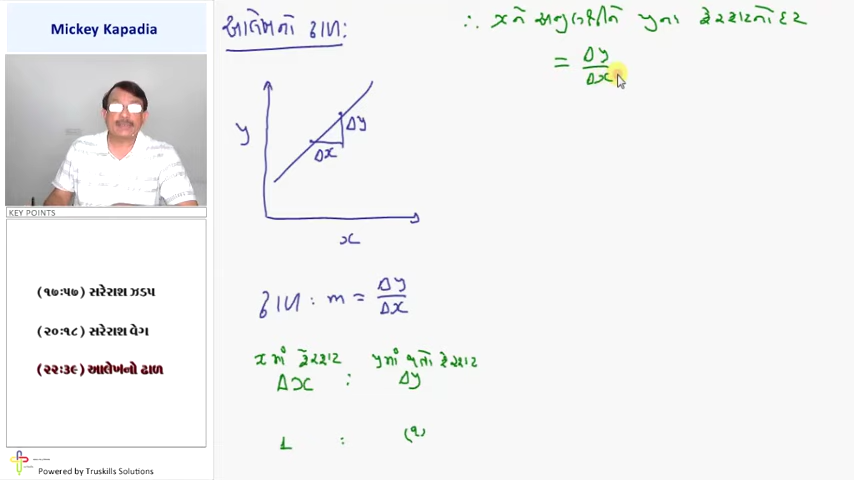 Mickey Kapadia
KEY POINTS
(૧૭:૫૭) સરેરાશ ઝડપ
(૨૦:૧૮) સરેરાશ વેગ
(૨૨:૩૯) આલેખનો ઢાળ
Powered by Truskills Solutions
આલેખનો ઢાળ:
y
Δy
Δx
x
ઢાળ: m = Δy/Δx
x માં ફેરફાર યુમાં થતો ફેરફાર
Δx : Δy
1 : (?)
∴ x ને અનુલક્ષીને yના ફેરફારનો દર
= Δy/Δx